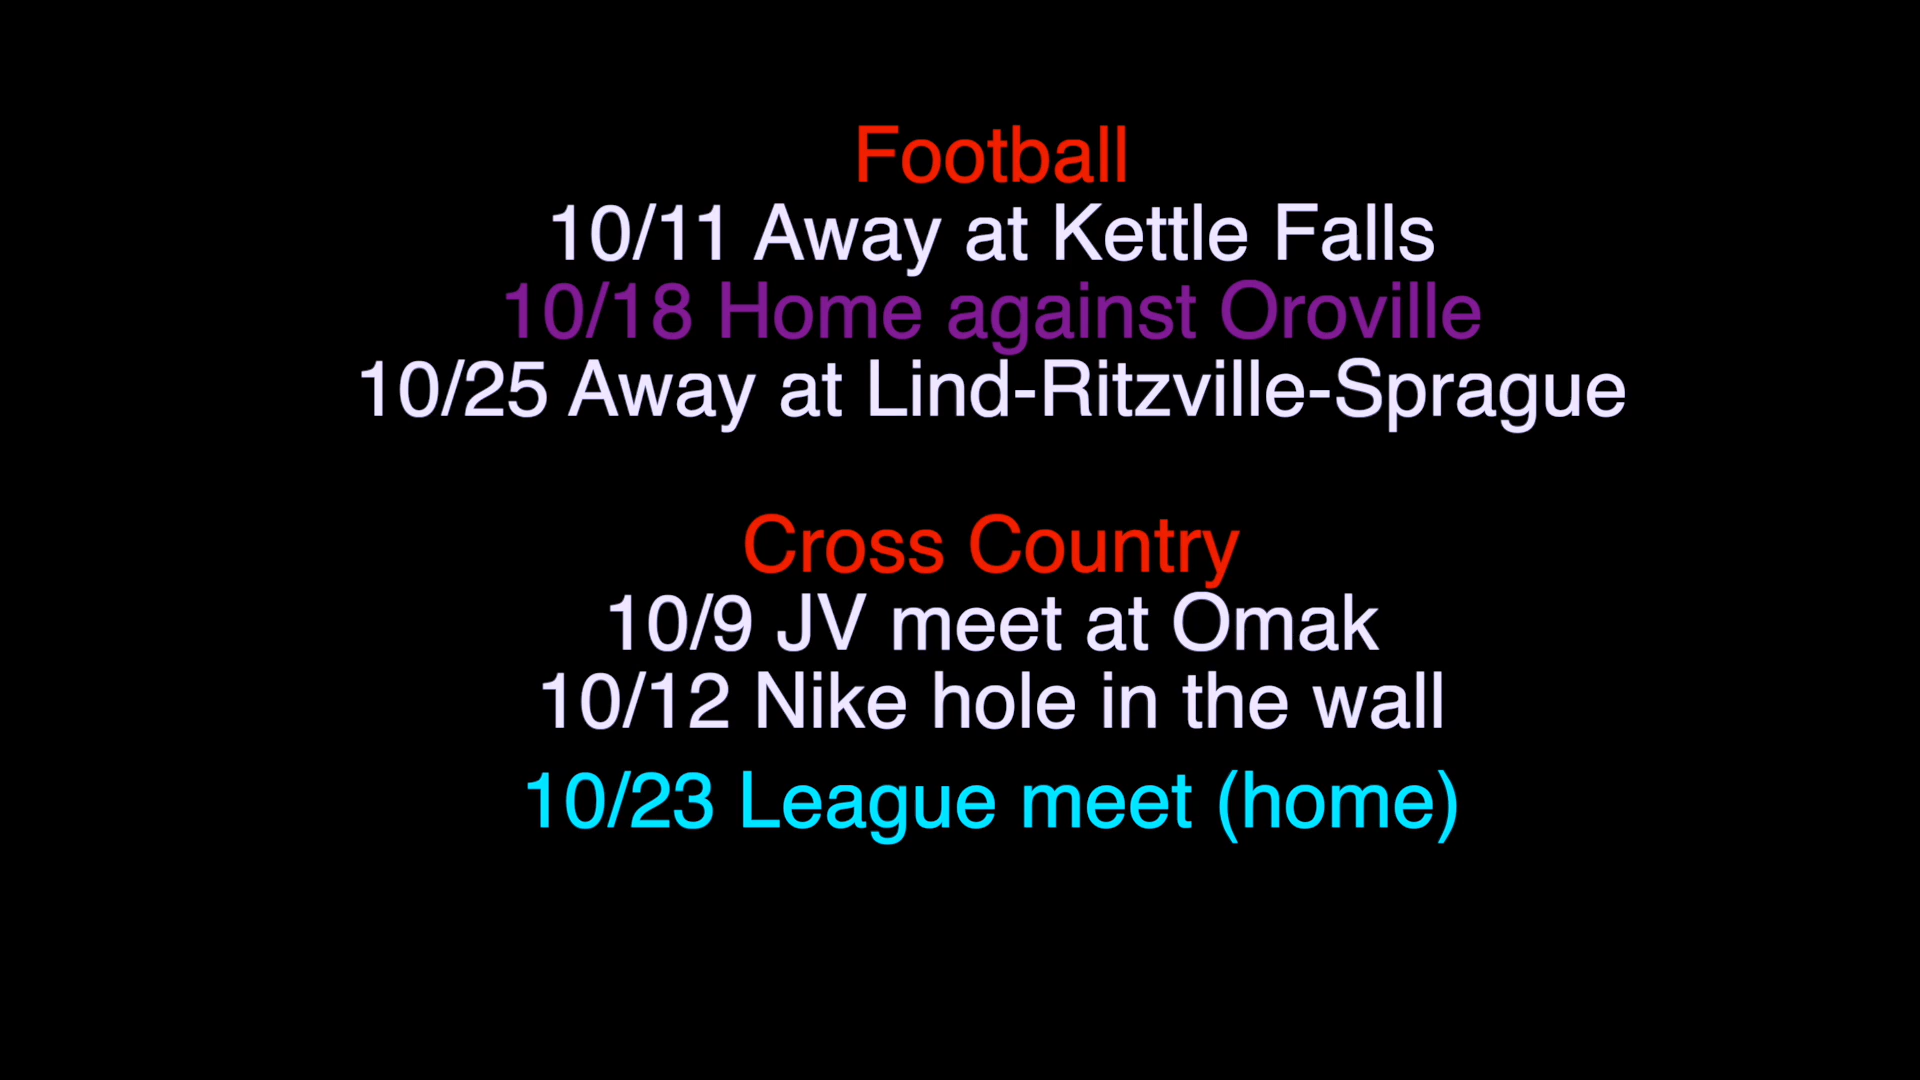 Football
10/11 Away at Kettle Falls
10/18 Home against Oroville
10/25 Away at Lind-Ritzville-Sprague
Cross Country
10/9 JV meet at Omak
10/12 Nike hole in the wall
10/23 League meet (home)